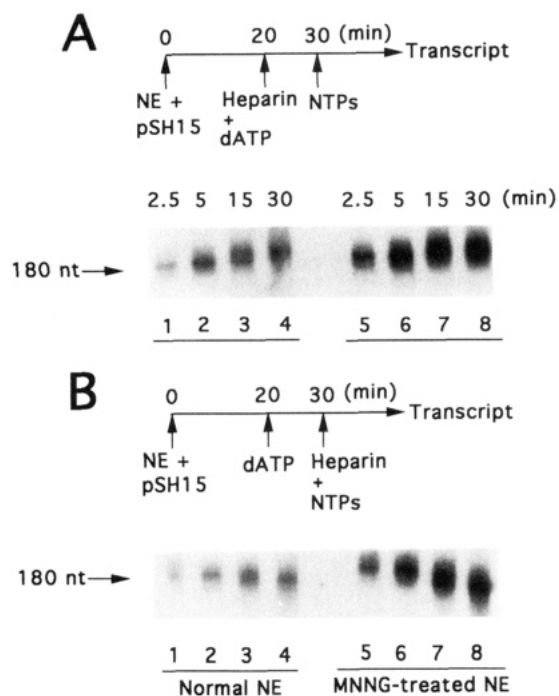 A
0 20 30 (min)
Transcript
NE + pSH15
Heparin + dATP
NTPs
2.5 5 15 30 2.5 5 15 30 (min)
180 nt
1 2 3 4 5 6 7 8
B
0 20 30 (min)
Transcript
NE + pSH15
dATP
Heparin + NTPs
180 nt
1 2 3 4 5 6 7 8
Normal NE MNNG-treated NE